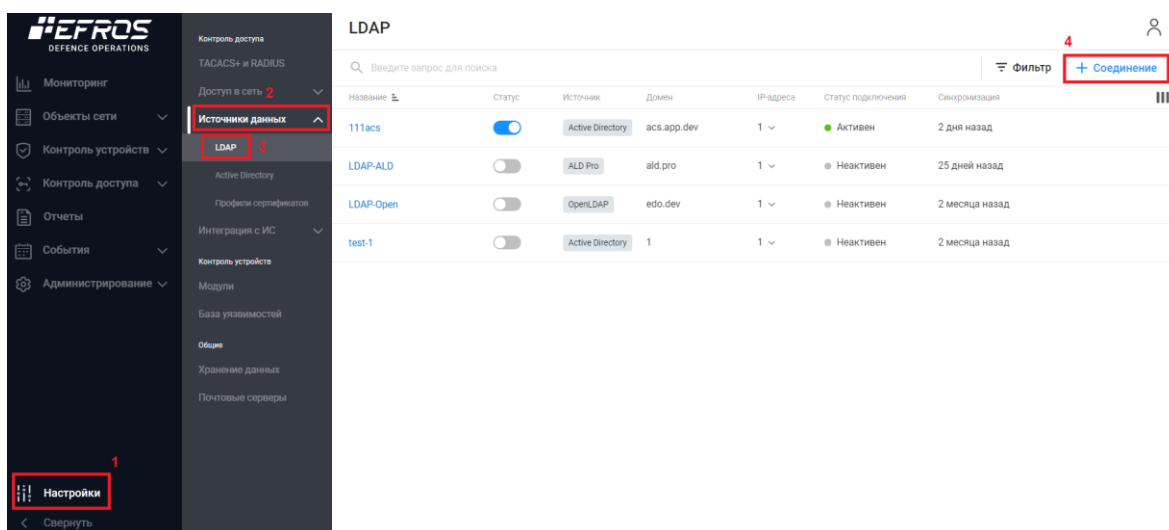 EFROS
DEFENCE OPERATIONS
Мониторинг
Объекты сети
Контроль устройств
Контроль доступа
Отчеты
События
Администрирование
1
Настройки
Свернуть
Контроль доступа
TACACS+ и RADIUS
Доступ в сеть 2
Источники данных
LDAP 3
Active Directory
Профили сертификатов
Интеграция с ИС
Контроль устройств
Модули
База уязвимостей
Общие
Хранение данных
Почтовые серверы
LDAP
4
Введите запрос для поиска Фильтр + Соединение
Название Статус Источник Домен IP-адреса Статус подключения Синхронизация
111acs Active Directory acs.app.dev 1 Активен 2 дня назад
LDAP-ALD ALD Pro ald.pro 1 Неактивен 25 дней назад
LDAP-Open OpenLDAP edo.dev 1 Неактивен 2 месяца назад
test-1 Active Directory 1 1 Неактивен 2 месяца назад